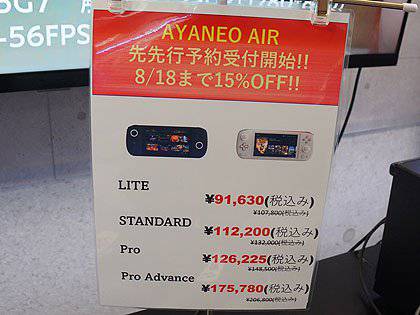 5G7
-56FPS
AYANEO AIR
先先行予約受付開始!!
8/18まで15%OFF!!
LITE
¥91,630(税込み)
¥107,800(税込み)
STANDARD
¥112,200(税込み)
¥132,000(税込み)
Pro
¥126,225(税込み)
¥148,500(税込み)
Pro Advance
¥175,780(税込み)
¥206,800(税込み)